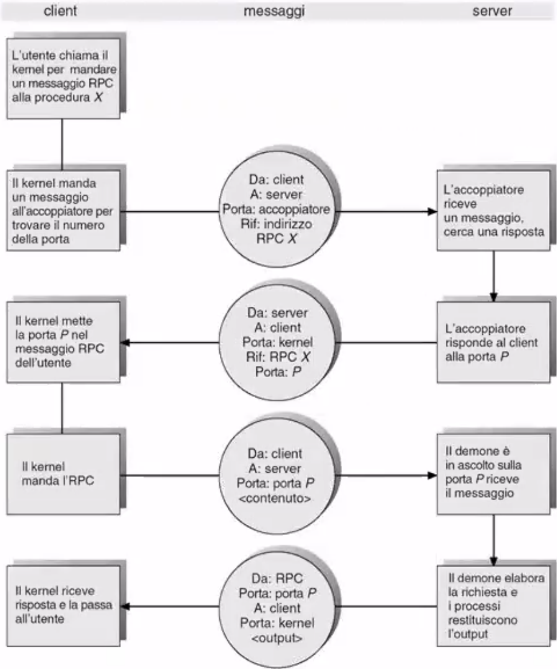 client
messaggi
server
L'utente chiama il
kernel per mandare
un messaggio RPC
alla procedura X
Il kernel manda
un messaggio
all'accoppiatore per
trovare il numero
della porta
Da: client
A: server
Porta: accoppiatore
Rif: indirizzo
RPC X
L'accoppiatore
riceve
un messaggio,
cerca una risposta
Il kernel mette
la porta P nel
messaggio RPC
dell'utente
Da: server
A: client
Porta: kernel
Rif: RPC X
Porta: P
L'accoppiatore
risponde al client
alla porta P
Il kernel
manda l'RPC
Da: client
A: server
Porta: porta P
<contenuto>
Il demone è
in ascolto sulla
porta P riceve
il messaggio
Il kernel riceve
risposta e la passa
all'utente
Da: RPC
Porta: porta P
A: client
Porta: kernel
<output>
Il demone elabora
la richiesta e
i processi
restituiscono
l'output